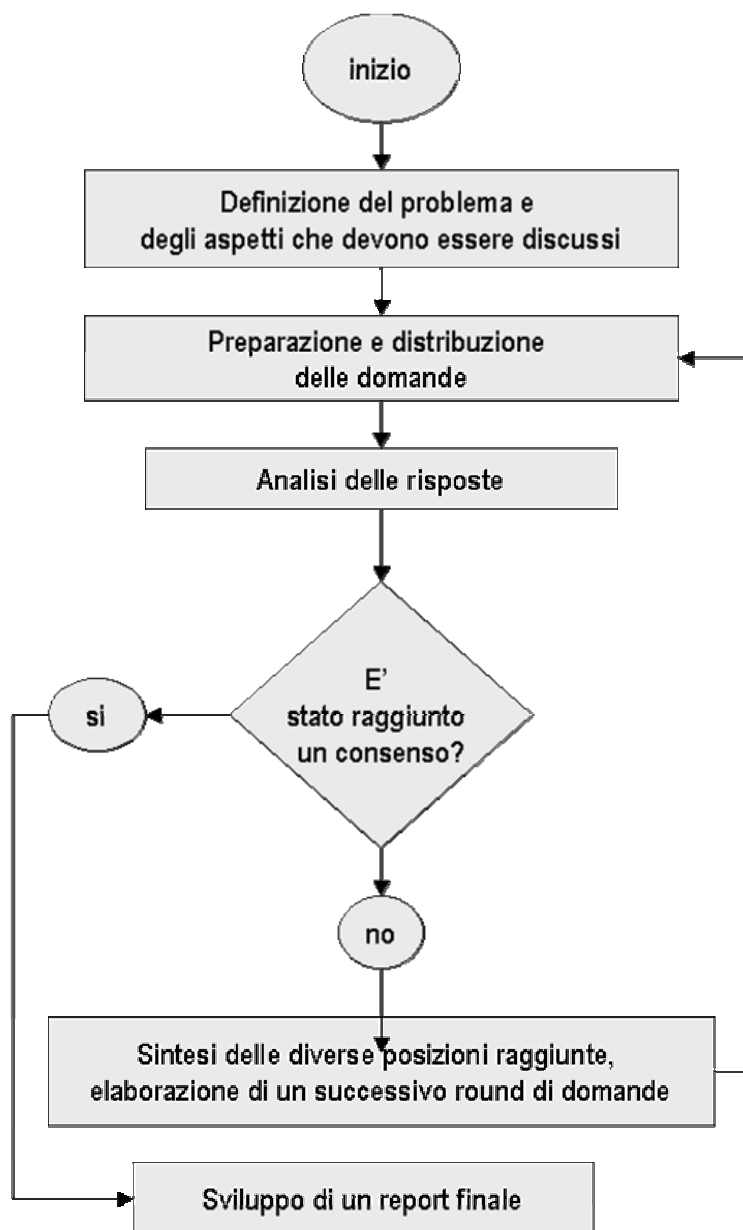 inizio
Definizione del problema e
degli aspetti che devono essere discussi
Preparazione e distribuzione
delle domande
Analisi delle risposte
E’
stato raggiunto
un consenso?
si
no
Sintesi delle diverse posizioni raggiunte,
elaborazione di un successivo round di domande
Sviluppo di un report finale